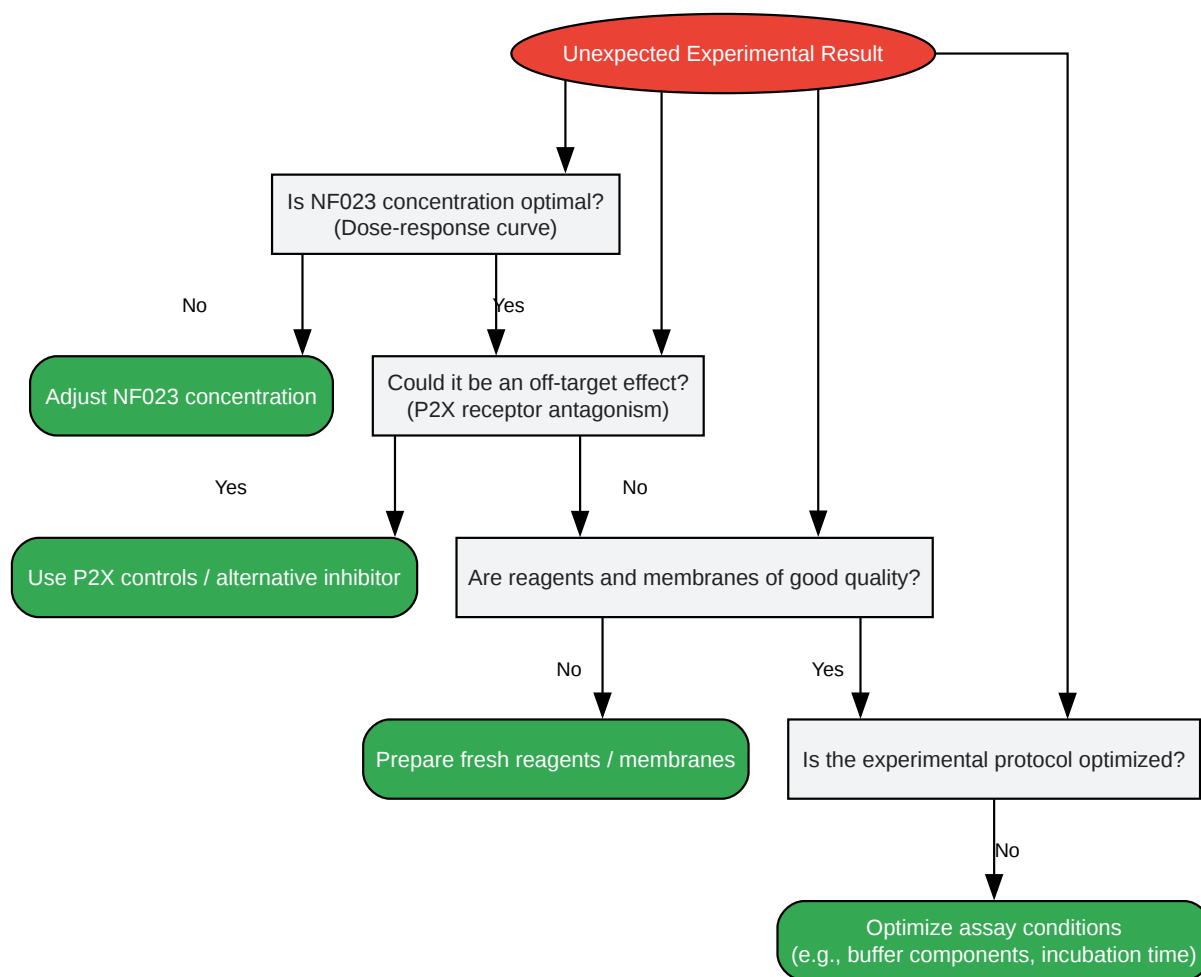 Unexpected Experimental Result
Is NF023 concentration optimal?
(Dose-response curve)
No
Yes
Adjust NF023 concentration
Could it be an off-target effect?
(P2X receptor antagonism)
Yes
No
Use P2X controls / alternative inhibitor
Are reagents and membranes of good quality?
No
Yes
Prepare fresh reagents / membranes
Is the experimental protocol optimized?
No
Optimize assay conditions
(e.g., buffer components, incubation time)